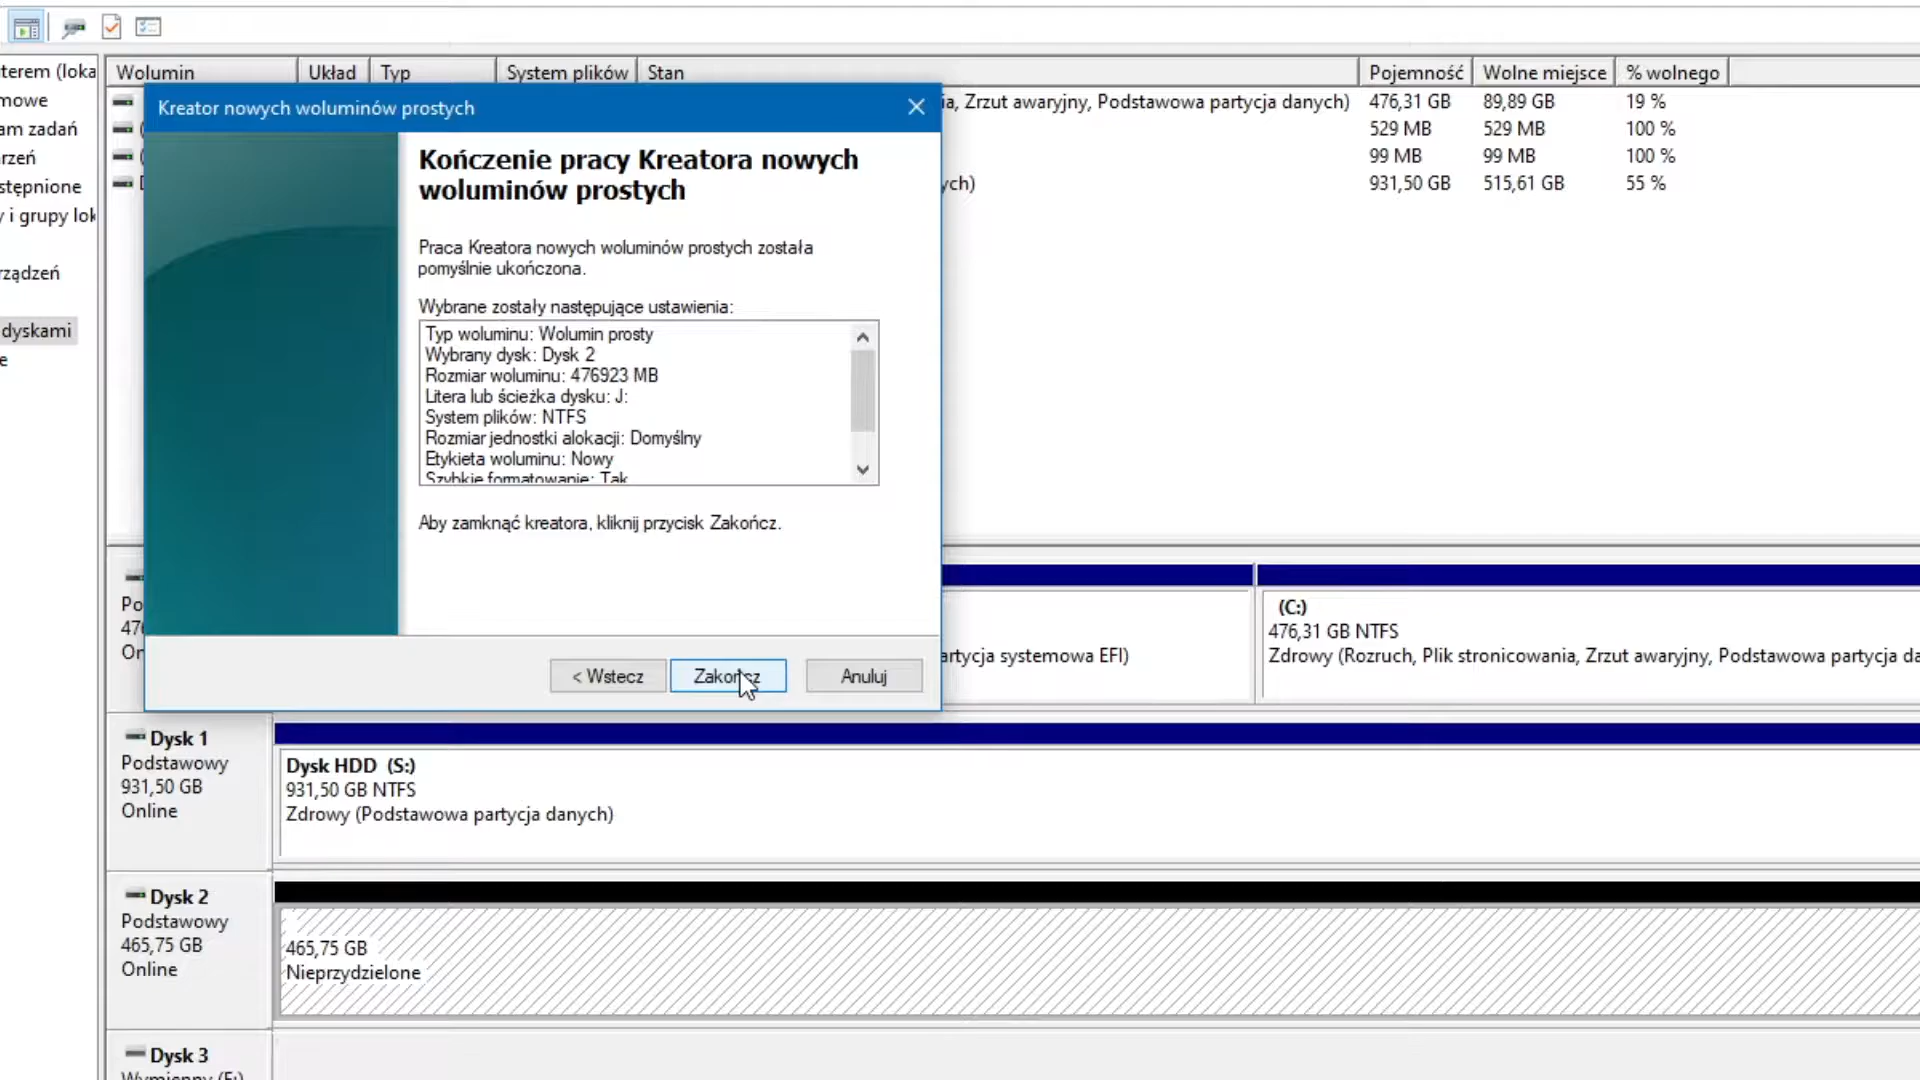 Wolumin Układ Typ System plików Stan Pojemność Wolne miejsce % wolnego
Zrzut awaryjny, Podstawowa partycja danych) 476,31 GB 89,89 GB 19 %
529 MB 529 MB 100 %
99 MB 99 MB 100 %
931,50 GB 515,61 GB 55 %
terem (loka
mowe
am zadań
rzeń
stępnione
y i grupy lok
rządzeń
dyskami
e
Kreator nowych woluminów prostych
Kończenie pracy Kreatora nowych
woluminów prostych
Praca Kreatora nowych woluminów prostych została
pomyślnie ukończona.
Wybrane zostały następujące ustawienia:
Typ woluminu: Wolumin prosty
Wybrany dysk: Dysk 2
Rozmiar woluminu: 476923 MB
Litera lub ścieżka dysku: J:
System plików: NTFS
Rozmiar jednostki alokacji: Domyślny
Etykieta woluminu: Nowy
Szybkie formatowanie: Tak
Aby zamknąć kreatora, kliknij przycisk Zakończ.
< Wstecz Zakończ Anuluj
Po
On
artycja systemowa EFI)
(C:)
476,31 GB NTFS
Zdrowy (Rozruch, Plik stronicowania, Zrzut awaryjny, Podstawowa partycja da
Dysk 1
Podstawowy
931,50 GB
Online
Dysk HDD (S:)
931,50 GB NTFS
Zdrowy (Podstawowa partycja danych)
Dysk 2
Podstawowy
465,75 GB
Online
465,75 GB
Nieprzydzielone
Dysk 3
Wymienny